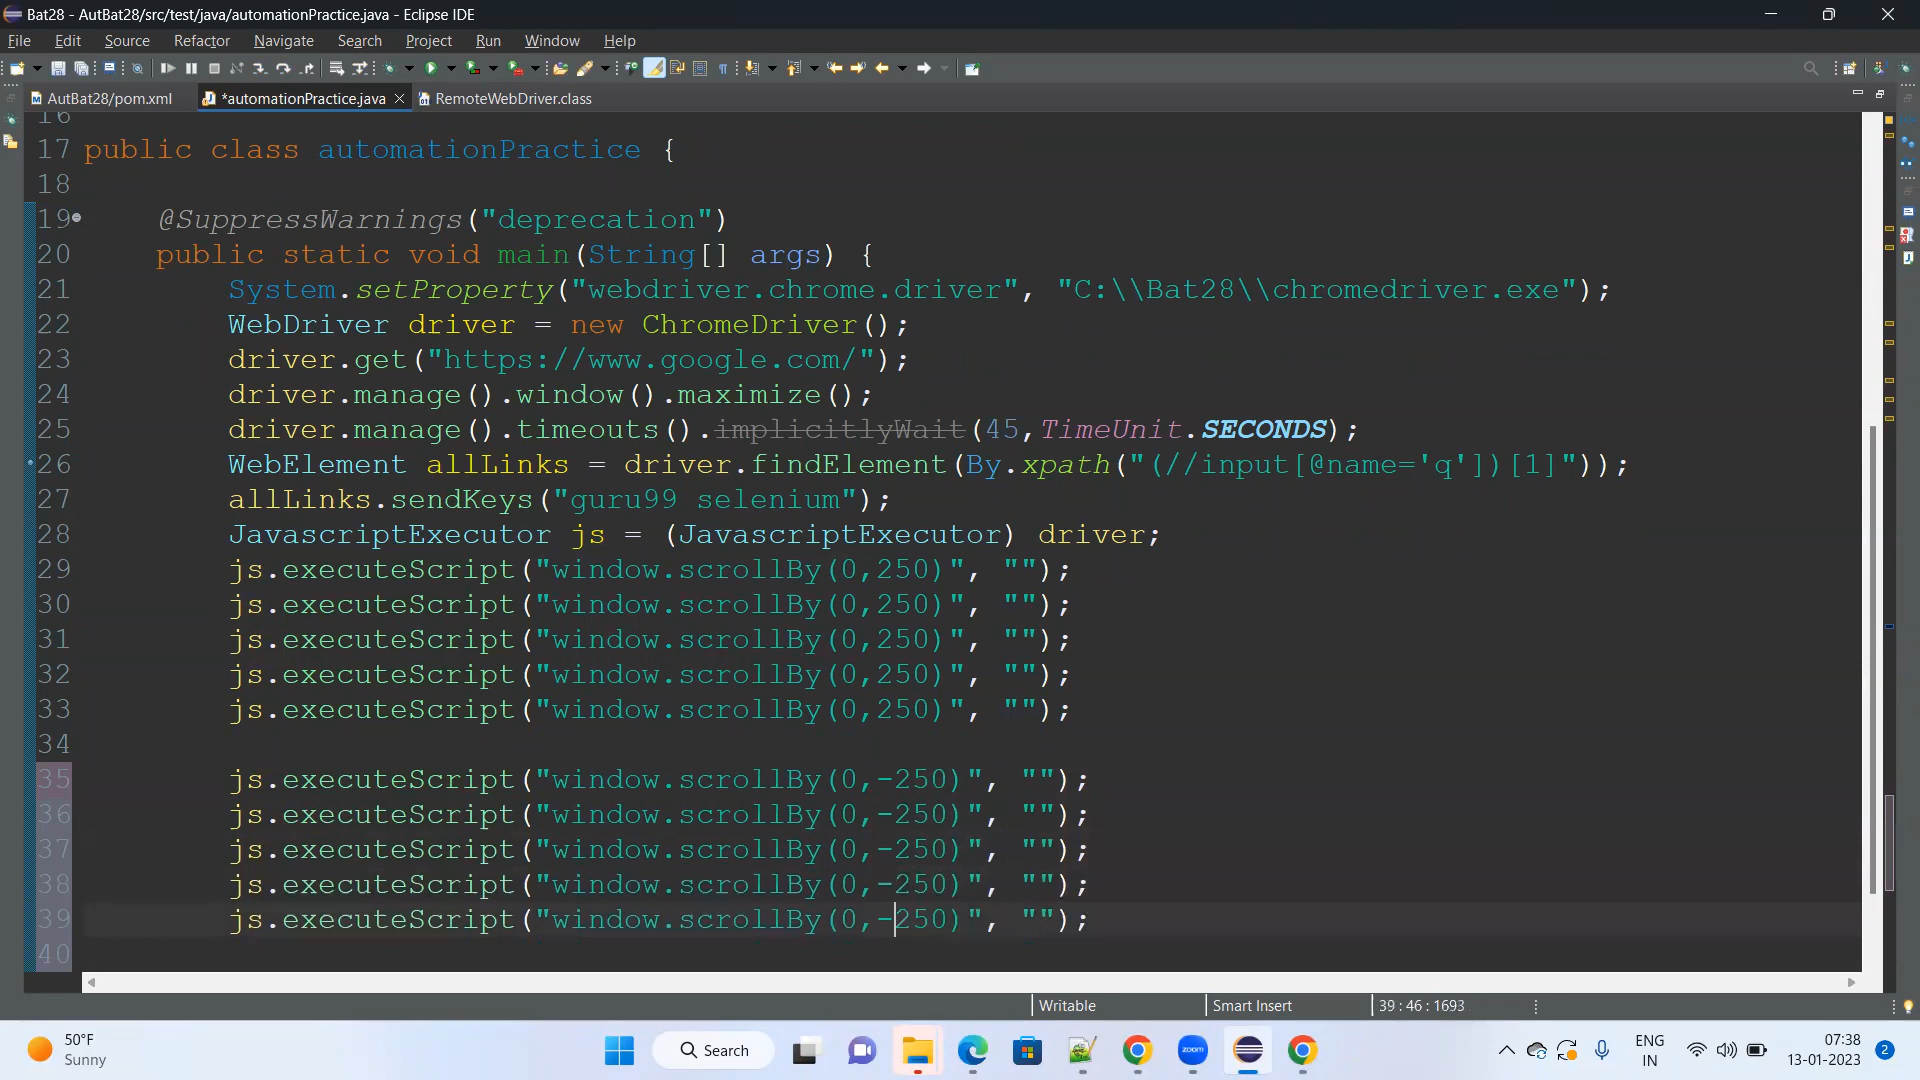 Bat28 - AutBat28/src/test/java/automationPractice.java - Eclipse IDE
File Edit Source Refactor Navigate Search Project Run Window Help
AutBat28/pom.xml *automationPractice.java RemoteWebDriver.class
16
17 public class automationPractice {
18
19 @SuppressWarnings("deprecation")
20 public static void main(String[] args) {
21 System.setProperty("webdriver.chrome.driver", "C:\\Bat28\\chromedriver.exe");
22 WebDriver driver = new ChromeDriver();
23 driver.get("https://www.google.com/");
24 driver.manage().window().maximize();
25 driver.manage().timeouts().implicitlyWait(45,TimeUnit.SECONDS);
26 WebElement allLinks = driver.findElement(By.xpath("(//input[@name='q'])[1]"));
27 allLinks.sendKeys("guru99 selenium");
28 JavascriptExecutor js = (JavascriptExecutor) driver;
29 js.executeScript("window.scrollBy(0,250)", "");
30 js.executeScript("window.scrollBy(0,250)", "");
31 js.executeScript("window.scrollBy(0,250)", "");
32 js.executeScript("window.scrollBy(0,250)", "");
33 js.executeScript("window.scrollBy(0,250)", "");
34
35 js.executeScript("window.scrollBy(0,-250)", "");
36 js.executeScript("window.scrollBy(0,-250)", "");
37 js.executeScript("window.scrollBy(0,-250)", "");
38 js.executeScript("window.scrollBy(0,-250)", "");
39 js.executeScript("window.scrollBy(0,-250)", "");
40
Writable Smart Insert 39 : 46 : 1693
50°F
Sunny
Search
zoom
ENG
IN
07:38
13-01-2023
2